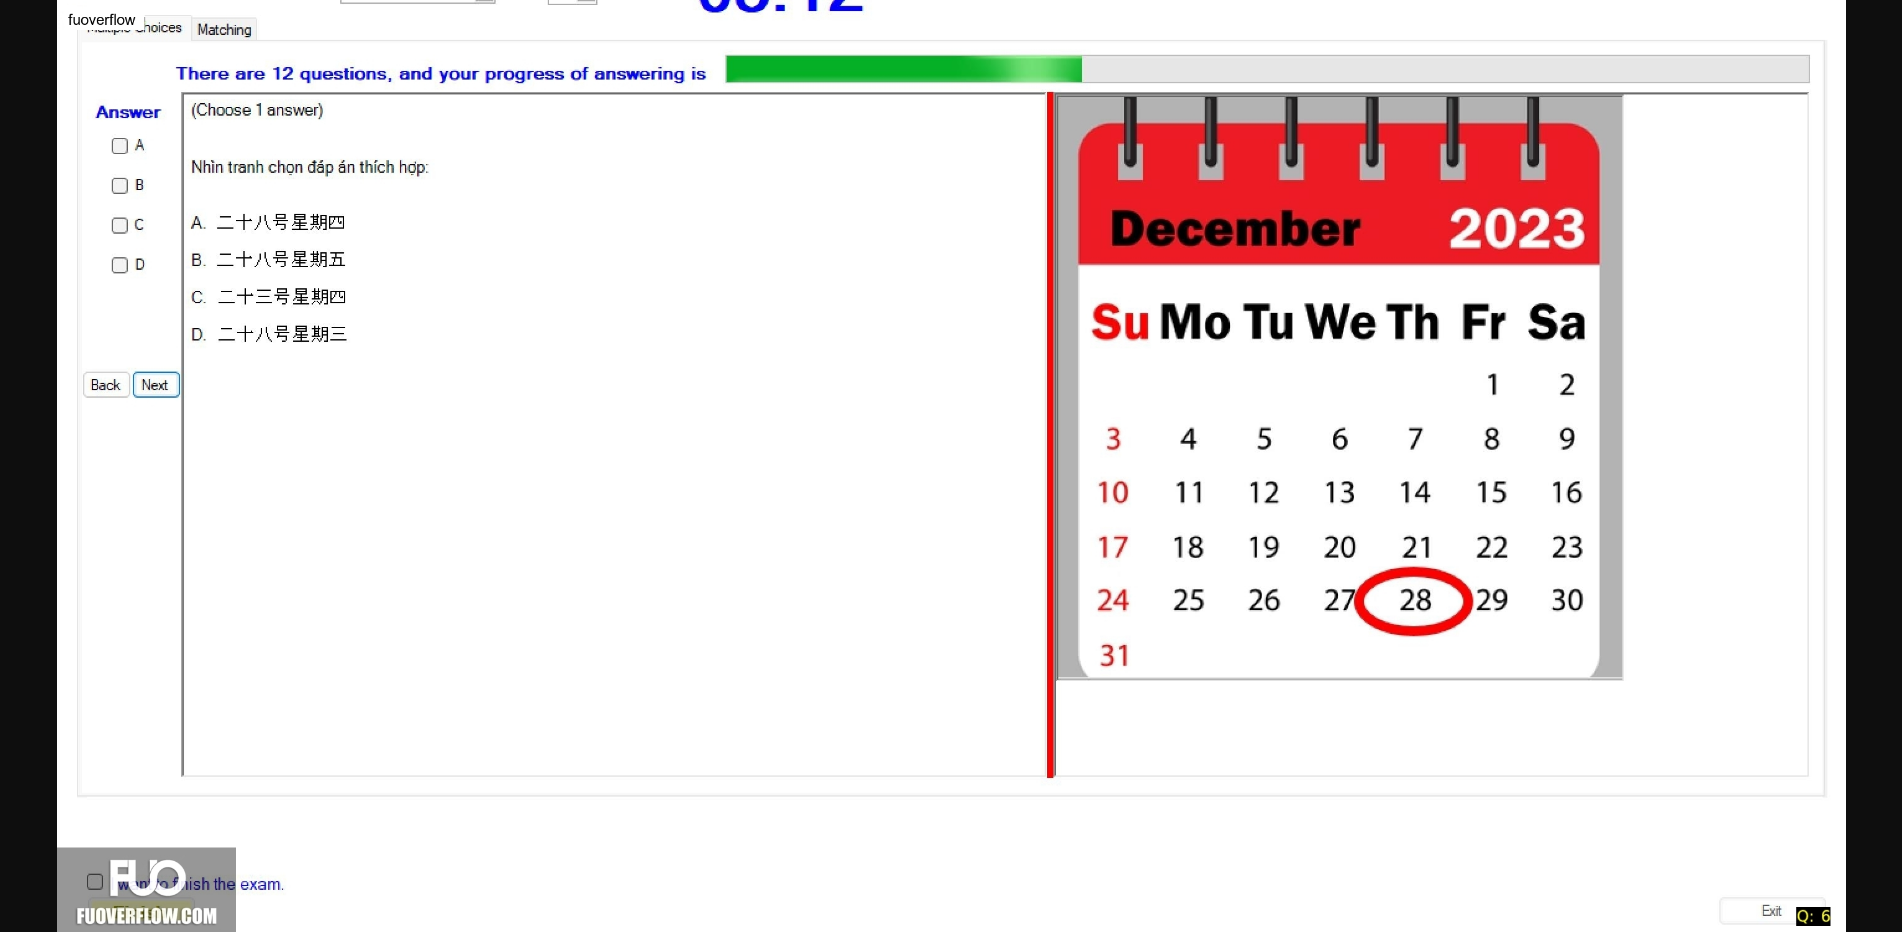 fuoverflow
Choices
Matching
There are 12 questions, and your progress of answering is
Answer
A
B
C
D
Back
Next
(Choose 1 answer)
Nhìn tranh chọn đáp án thích hợp:
A. 二十八号星期四
B. 二十八号星期五
C. 二十三号星期四
D. 二十八号星期三
December 2023
Su Mo Tu We Th Fr Sa
1 2
3 4 5 6 7 8 9
10 11 12 13 14 15 16
17 18 19 20 21 22 23
24 25 26 27 28 29 30
31
I want to finish the exam.
FUO
FUOVERFLOW.COM
Exit
Q: 6